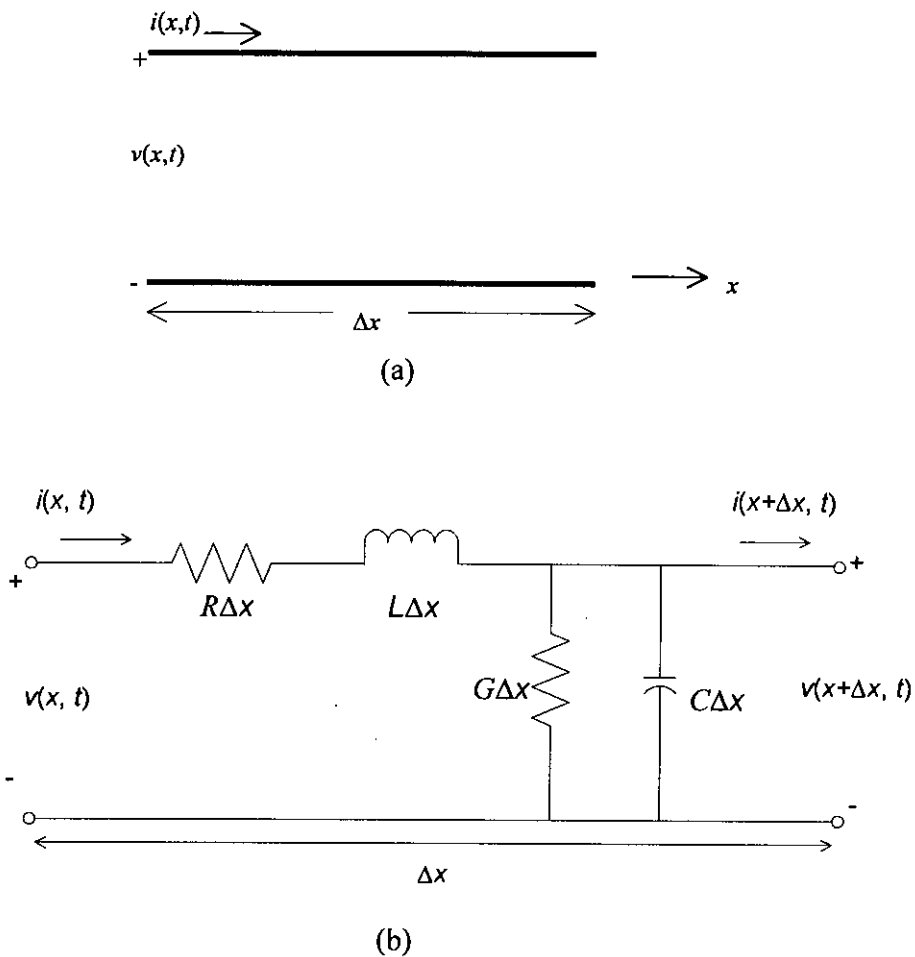 i(x,t)
+
v(x,t)
-
x
Δx
(a)
i(x, t)
i(x+Δx, t)
+
+
RΔx
LΔx
v(x, t)
GΔx
CΔx
v(x+Δx, t)
-
-
Δx
(b)